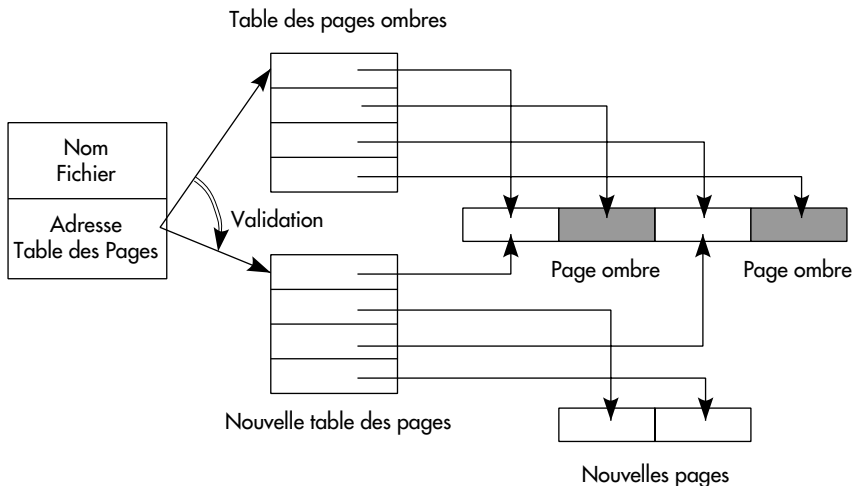 Table des pages ombres
Nom
Fichier
Adresse
Table des Pages
Validation
Page ombre
Page ombre
Nouvelle table des pages
Nouvelles pages